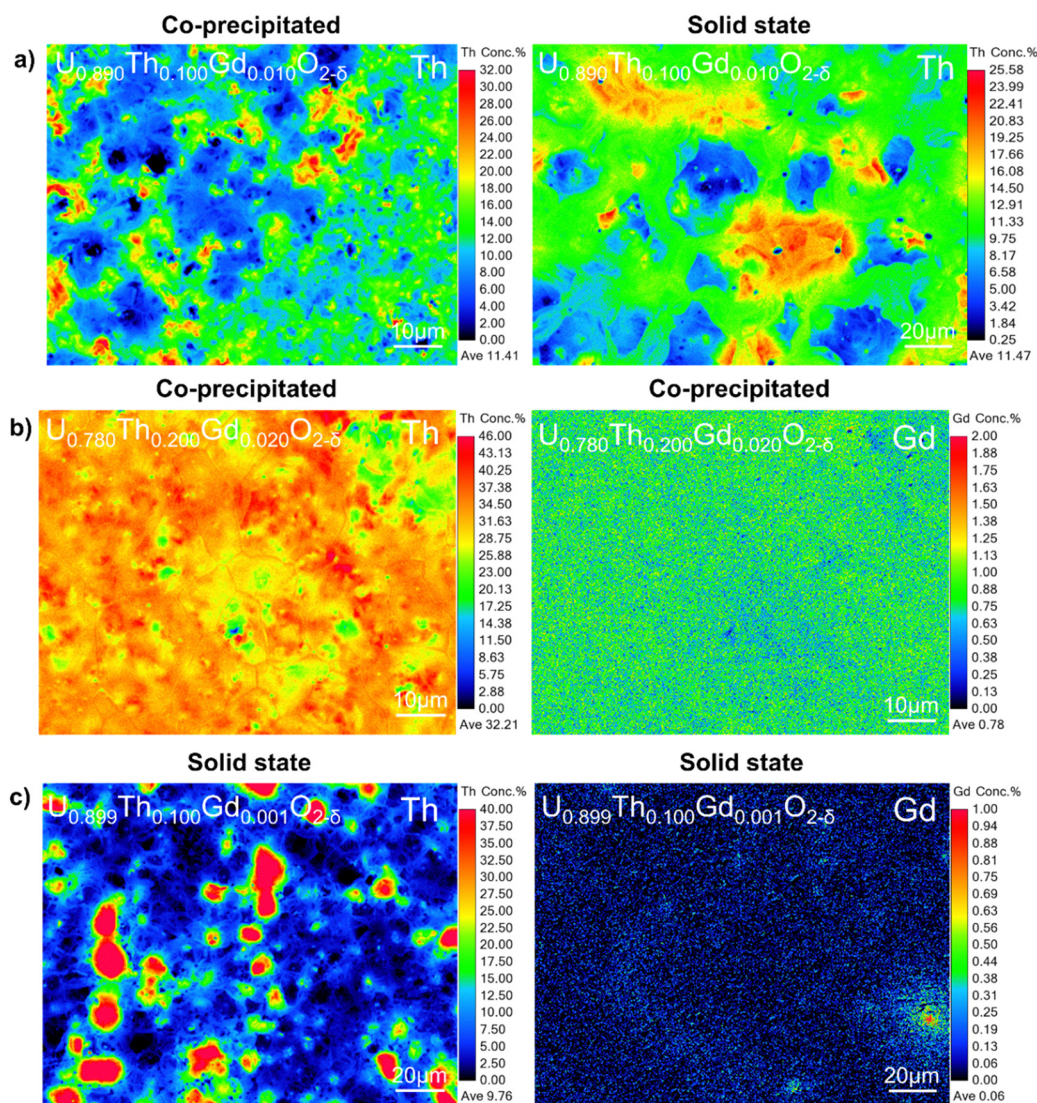 Co-precipitated
Solid state
a)
U0.890Th0.100Gd0.010O2-δ
Th
Th Conc.%
32.00
30.00
28.00
26.00
24.00
22.00
20.00
18.00
16.00
14.00
12.00
10.00
8.00
6.00
4.00
2.00
0.00
Ave 11.41
10μm
U0.890Th0.100Gd0.010O2-δ
Th
Th Conc.%
25.58
23.99
22.41
20.83
19.25
17.66
16.08
14.50
12.91
11.33
9.75
8.17
6.58
5.00
3.42
1.84
0.25
Ave 11.47
20μm
Co-precipitated
Co-precipitated
b)
U0.780Th0.200Gd0.020O2-δ
Th
Th Conc.%
46.00
43.13
40.25
37.38
34.50
31.63
28.75
25.88
23.00
20.13
17.25
14.38
11.50
8.63
5.75
2.88
0.00
Ave 32.21
10μm
U0.780Th0.200Gd0.020O2-δ
Gd
Gd Conc.%
2.00
1.88
1.75
1.63
1.50
1.38
1.25
1.13
1.00
0.88
0.75
0.63
0.50
0.38
0.25
0.13
0.00
Ave 0.78
10μm
Solid state
Solid state
c)
U0.899Th0.100Gd0.001O2-δ
Th
Th Conc.%
40.00
37.50
35.00
32.50
30.00
27.50
25.00
22.50
20.00
17.50
15.00
12.50
10.00
7.50
5.00
2.50
0.00
Ave 9.76
20μm
U0.899Th0.100Gd0.001O2-δ
Gd
Gd Conc.%
1.00
0.94
0.88
0.81
0.75
0.69
0.63
0.56
0.50
0.44
0.38
0.31
0.25
0.19
0.13
0.06
0.00
Ave 0.06
20μm